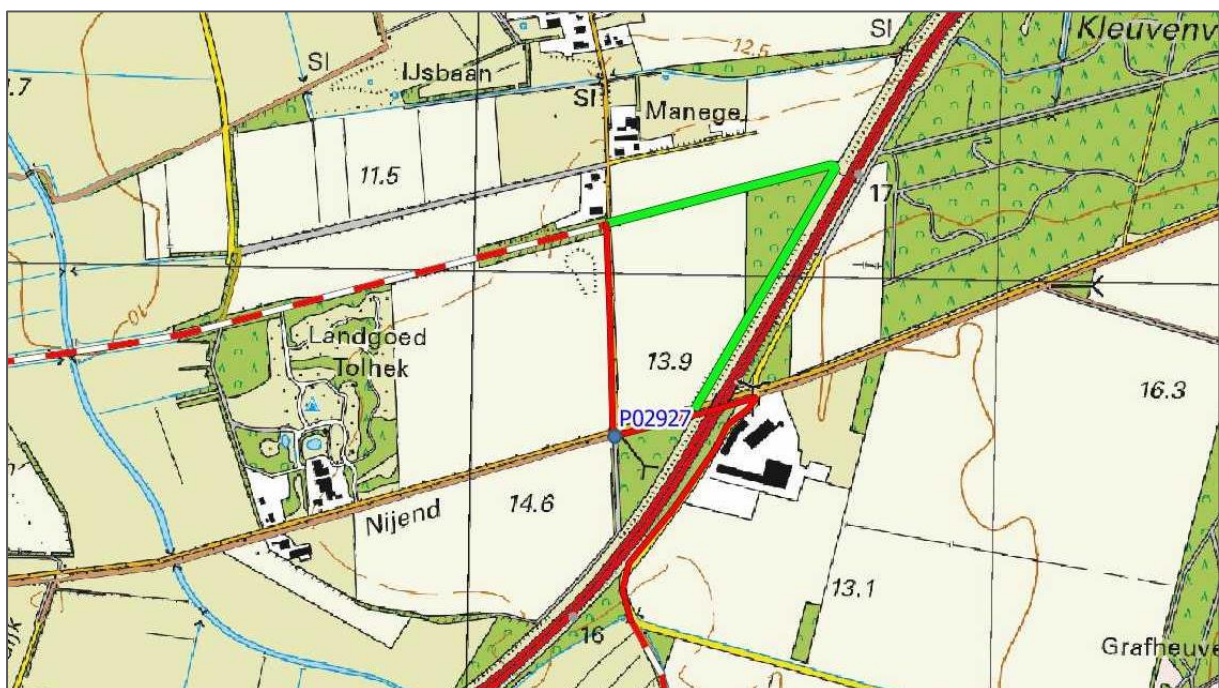 Kleuvenv
12.5
SI
SI
IJsbaan
.7
SI
Manege
11.5
17
10
Landgoed
Tolhek
13.9
16.3
P02927
14.6
Nijend
13.1
16
Grafheuve